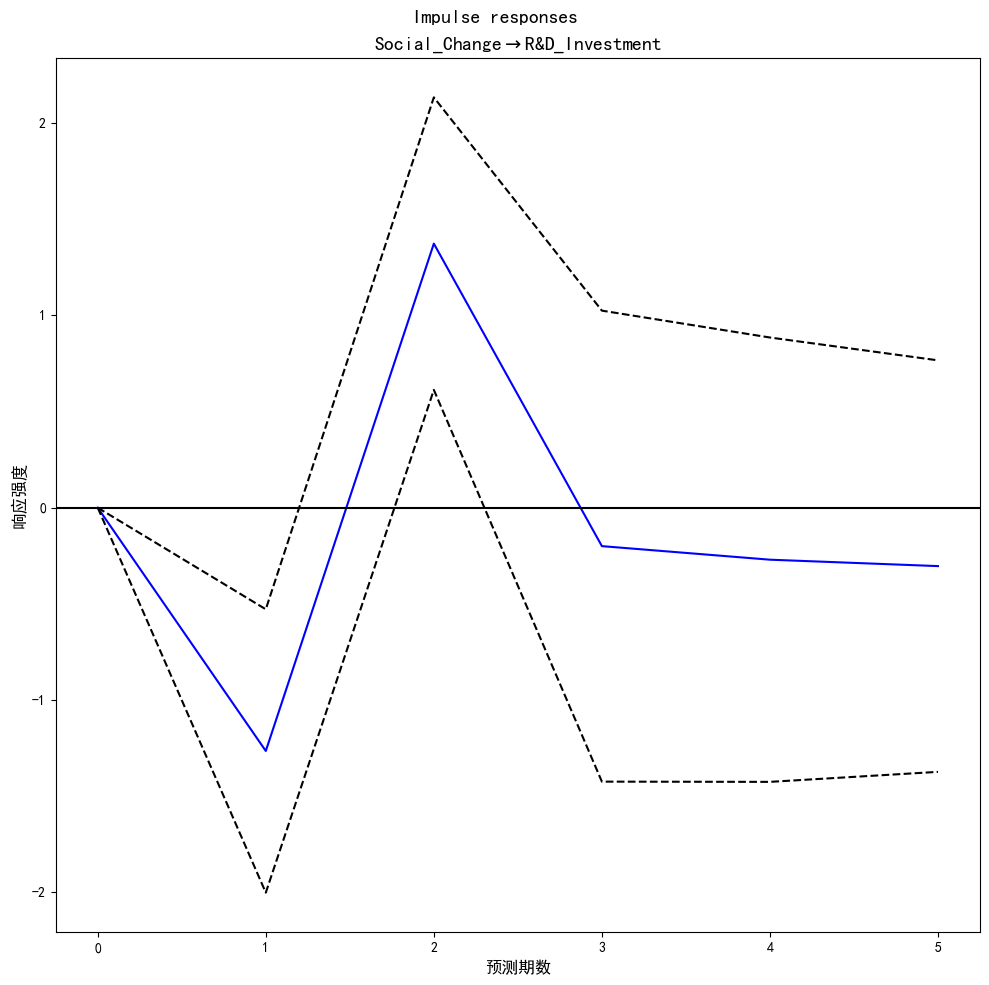 Impulse responses
Social_Change→R&D_Investment
2
1
0
−1
−2
响应强度
0 1 2 3 4 5
预测期数